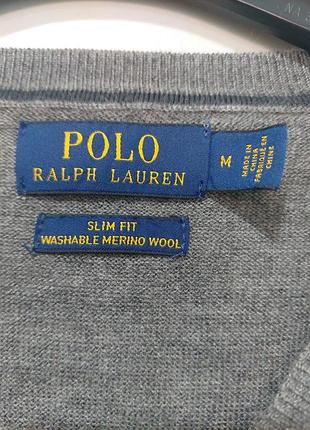 POLO
RALPH LAUREN
M
MADE IN
CHINA
FABRIQUÉ EN
CHINE
SLIM FIT
WASHABLE MERINO WOOL